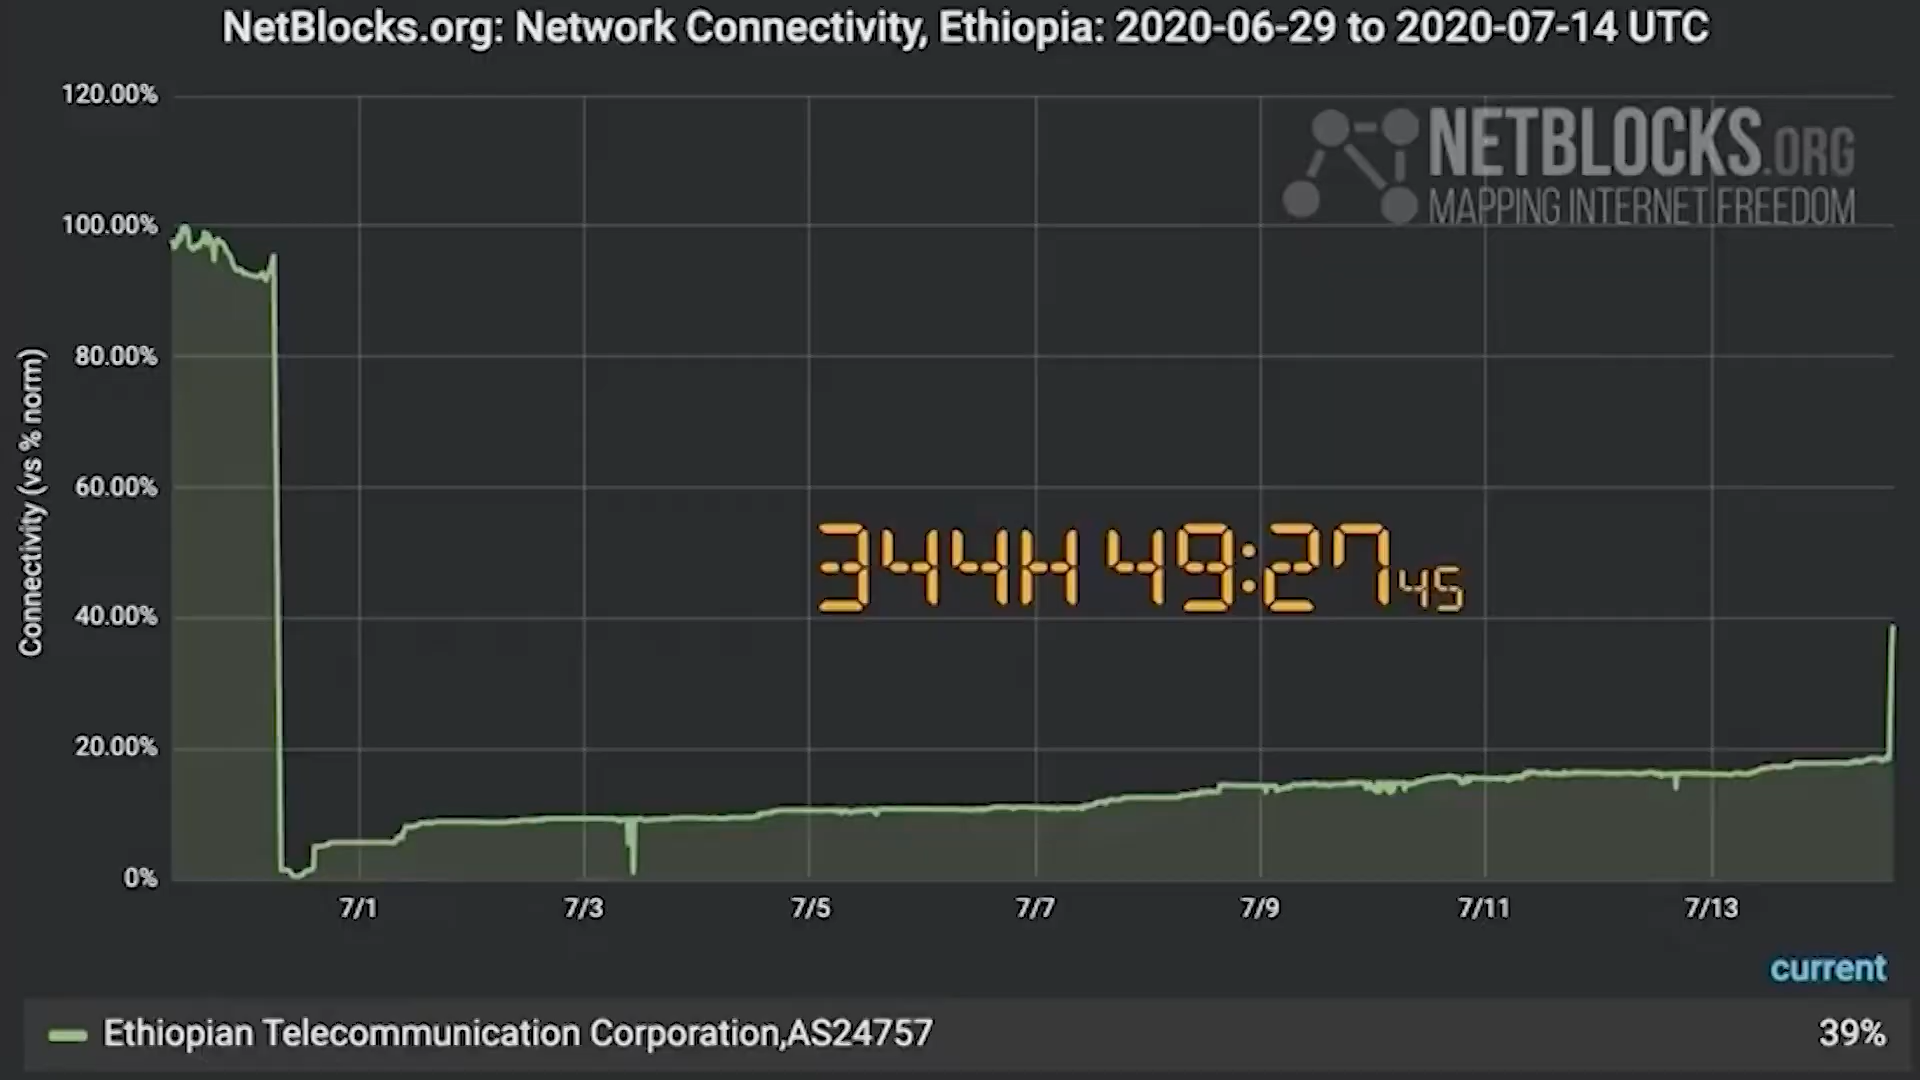 NetBlocks.org: Network Connectivity, Ethiopia: 2020-06-29 to 2020-07-14 UTC
NETBLOCKS.ORG
MAPPING INTERNET FREEDOM
Connectivity (vs % norm)
120.00%
100.00%
80.00%
60.00%
40.00%
20.00%
0%
344H 49:27 45
7/1 7/3 7/5 7/7 7/9 7/11 7/13
current
Ethiopian Telecommunication Corporation,AS24757 39%